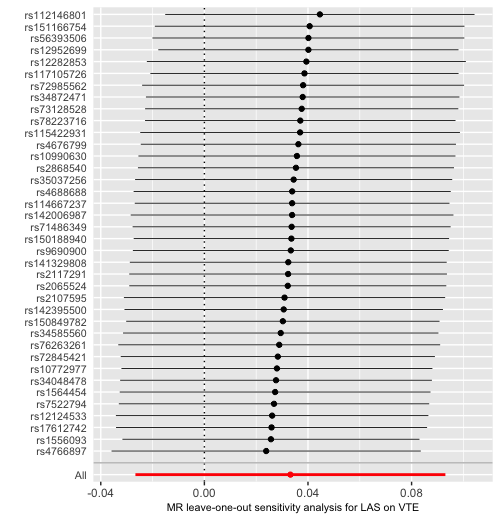 rs112146801
rs151166754
rs56393506
rs12952699
rs12282853
rs117105726
rs72985562
rs34872471
rs73128528
rs78223716
rs115422931
rs4676799
rs10990630
rs2868540
rs35037256
rs4688688
rs114667237
rs142006987
rs71486349
rs150188940
rs9690900
rs141329808
rs2117291
rs2065524
rs2107595
rs142395500
rs150849782
rs34585560
rs76263261
rs72845421
rs10772977
rs34048478
rs1564454
rs7522794
rs12124533
rs17612742
rs1556093
rs4766897
All
-0.04 0.00 0.04 0.08
MR leave-one-out sensitivity analysis for LAS on VTE